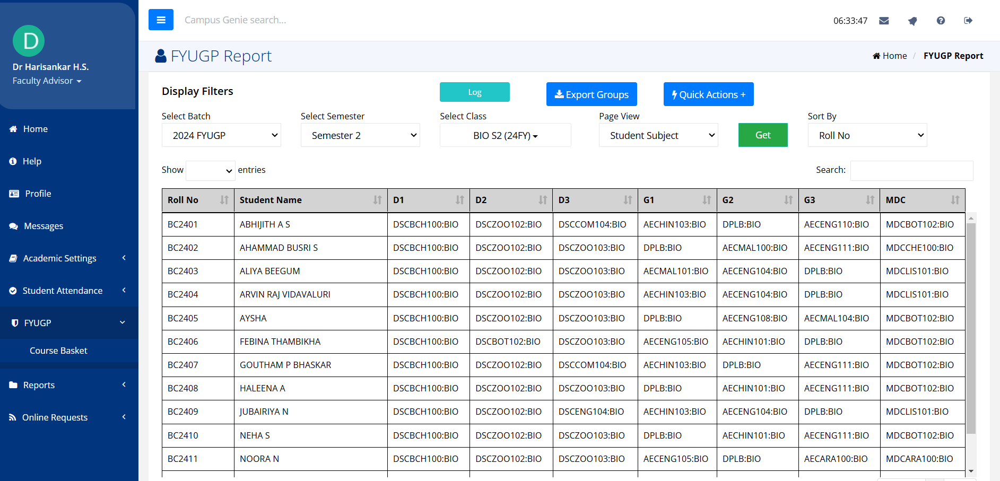 D
Dr Harisankar H.S.
Faculty Advisor
Home
Help
Profile
Messages
Academic Settings
Student Attendance
FYUGP
Course Basket
Reports
Online Requests
Campus Genie search...
06:33:47
FYUGP Report
Home / FYUGP Report
Display Filters
Log
Export Groups
Quick Actions +
Select Batch
2024 FYUGP
Select Semester
Semester 2
Select Class
BIO S2 (24FY)
Page View
Student Subject
Get
Sort By
Roll No
Show entries
Search:
Roll No Student Name D1 D2 D3 G1 G2 G3 MDC
BC2401 ABHIJITH A S DSCBCH100:BIO DSCZOO102:BIO DSCCOM104:BIO AECHIN103:BIO DPLB:BIO AECENG110:BIO MDCBOT102:BIO
BC2402 AHAMMAD BUSRI S DSCBCH100:BIO DSCZOO102:BIO DSCZOO103:BIO DPLB:BIO AECMAL100:BIO AECENG111:BIO MDCCHE100:BIO
BC2403 ALIYA BEEGUM DSCBCH100:BIO DSCZOO102:BIO DSCZOO103:BIO AECMAL101:BIO AECENG104:BIO DPLB:BIO MDCLIS101:BIO
BC2404 ARVIN RAJ VIDAVALURI DSCBCH100:BIO DSCZOO102:BIO DSCZOO103:BIO AECHIN103:BIO AECENG104:BIO DPLB:BIO MDCLIS101:BIO
BC2405 AYSHA DSCBCH100:BIO DSCZOO102:BIO DSCZOO103:BIO DPLB:BIO AECENG108:BIO AECMAL104:BIO MDCBOT102:BIO
BC2406 FEBINA THAMBIKHA DSCBCH100:BIO DSCBOT102:BIO DSCZOO103:BIO AECENG105:BIO AECHIN101:BIO DPLB:BIO MDCBOT102:BIO
BC2407 GOUTHAM P BHASKAR DSCBCH100:BIO DSCZOO102:BIO DSCCOM104:BIO AECHIN103:BIO DPLB:BIO AECENG111:BIO MDCBOT102:BIO
BC2408 HALEENA A DSCBCH100:BIO DSCZOO102:BIO DSCZOO103:BIO DPLB:BIO AECHIN101:BIO AECENG111:BIO MDCBOT102:BIO
BC2409 JUBAIRIYA N DSCBCH100:BIO DSCZOO102:BIO DSCENG104:BIO AECHIN103:BIO AECENG104:BIO DPLB:BIO MDCLIS101:BIO
BC2410 NEHA S DSCBCH100:BIO DSCZOO102:BIO DSCZOO103:BIO DPLB:BIO AECHIN101:BIO AECENG111:BIO MDCBOT102:BIO
BC2411 NOORA N DSCBCH100:BIO DSCZOO102:BIO DSCZOO103:BIO AECENG105:BIO DPLB:BIO AECARA100:BIO MDCARA100:BIO